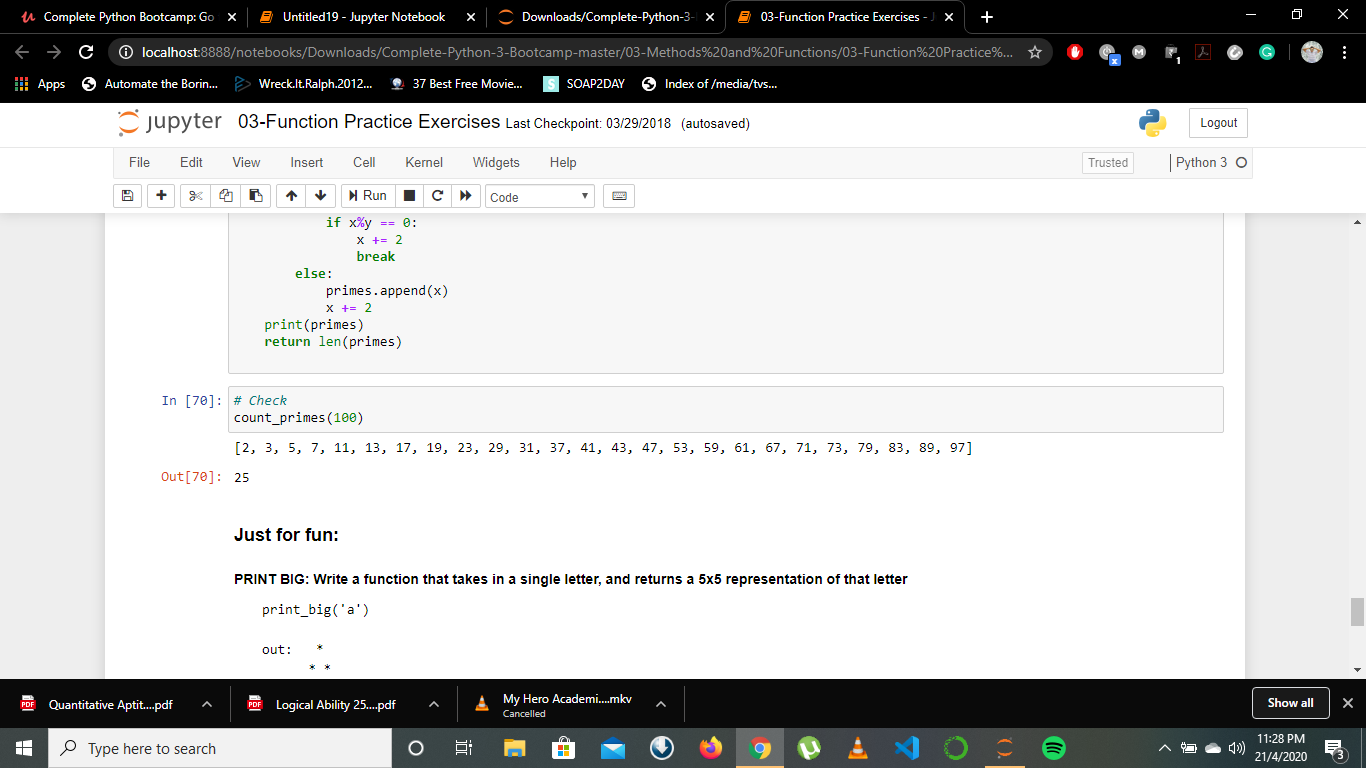 Complete Python Bootcamp: Go
Untitled19 - Jupyter Notebook
Downloads/Complete-Python-3-
03-Function Practice Exercises - J
localhost:8888/notebooks/Downloads/Complete-Python-3-Bootcamp-master/03-Methods%20and%20Functions/03-Function%20Practice%...
Apps
Automate the Borin...
Wreck.It.Ralph.2012...
37 Best Free Movie...
S SOAP2DAY
Index of /media/tvs...
jupyter 03-Function Practice Exercises Last Checkpoint: 03/29/2018 (autosaved)
Logout
File Edit View Insert Cell Kernel Widgets Help
Trusted
Python 3
Run
Code
if x%y == 0:
x += 2
break
else:
primes.append(x)
x += 2
print(primes)
return len(primes)
In [70]: # Check
count_primes(100)
[2, 3, 5, 7, 11, 13, 17, 19, 23, 29, 31, 37, 41, 43, 47, 53, 59, 61, 67, 71, 73, 79, 83, 89, 97]
Out[70]: 25
Just for fun:
PRINT BIG: Write a function that takes in a single letter, and returns a 5x5 representation of that letter
print_big('a')
out: *
* *
PDF Quantitative Aptit....pdf
PDF Logical Ability 25....pdf
My Hero Academi....mkv
Cancelled
Show all
Type here to search
11:28 PM
21/4/2020
3